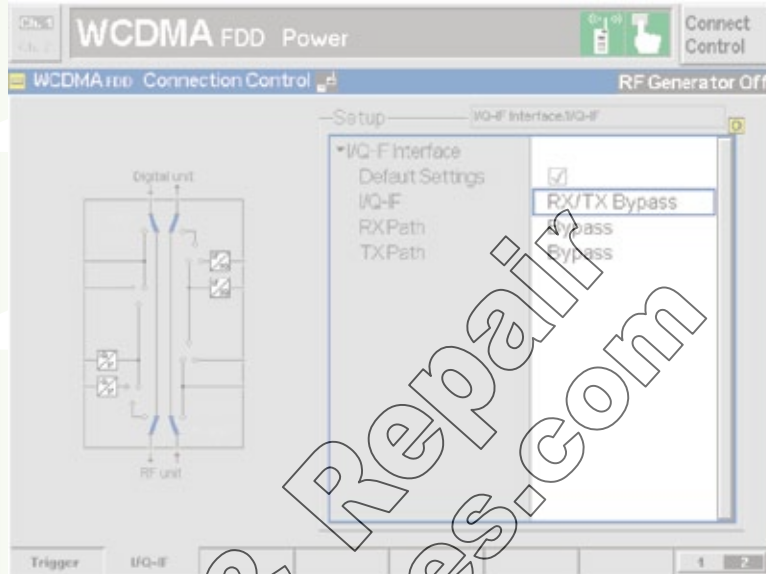 WCDMA FDD Power
Connect
Control
WCDMA FDD Connection Control
RF Generator Off
Setup
I/Q-IF Interface/I/Q-IF
I/Q-IF Interface
Default Settings
I/Q-IF RX/TX Bypass
RX Path Bypass
TX Path Bypass
Digital unit
RF unit
Repair
es.com
Trigger
I/Q-IF
1 2